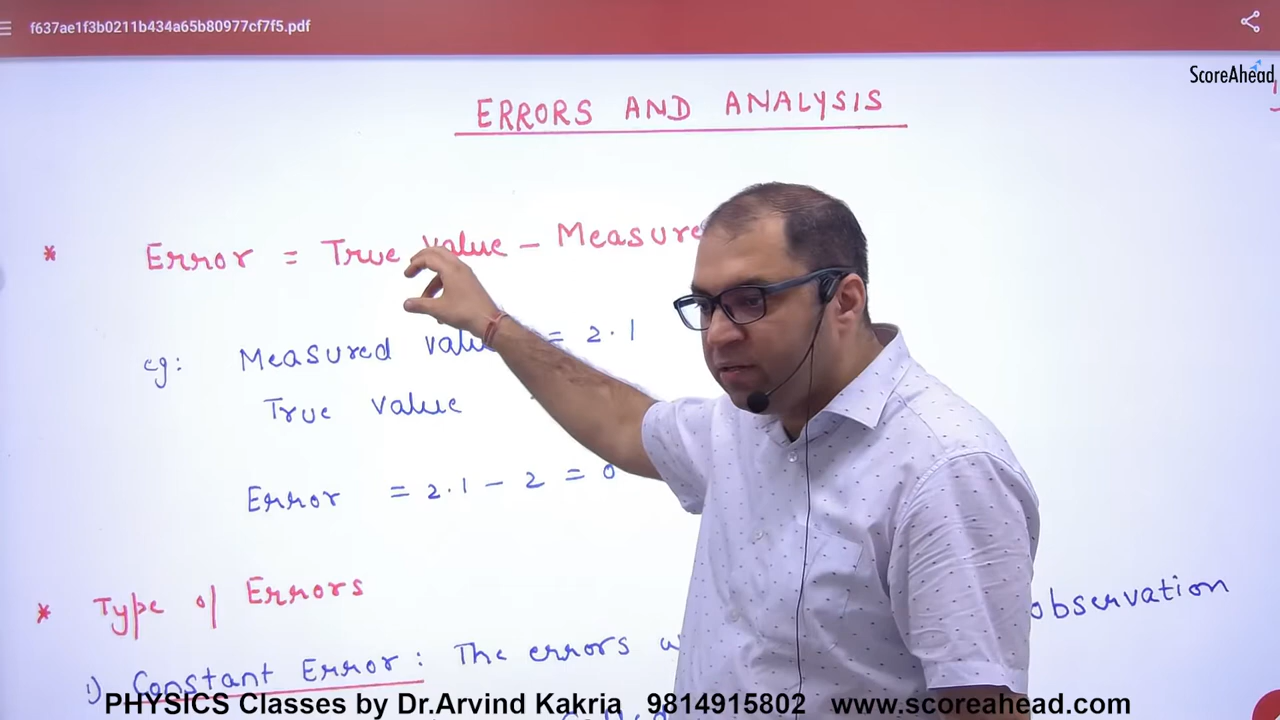 f637ae1f3b0211b434a65b80977cf7f5.pdf
ScoreAhead
ERRORS AND ANALYSIS
* Error = True value - Measure
eg: Measured = 2.1
True value
Error = 2.1 - 2 = 0
* Type of Errors
i) Constant Error: The errors observation
PHYSICS Classes by Dr.Arvind Kakria 9814915802 www.scoreahead.com